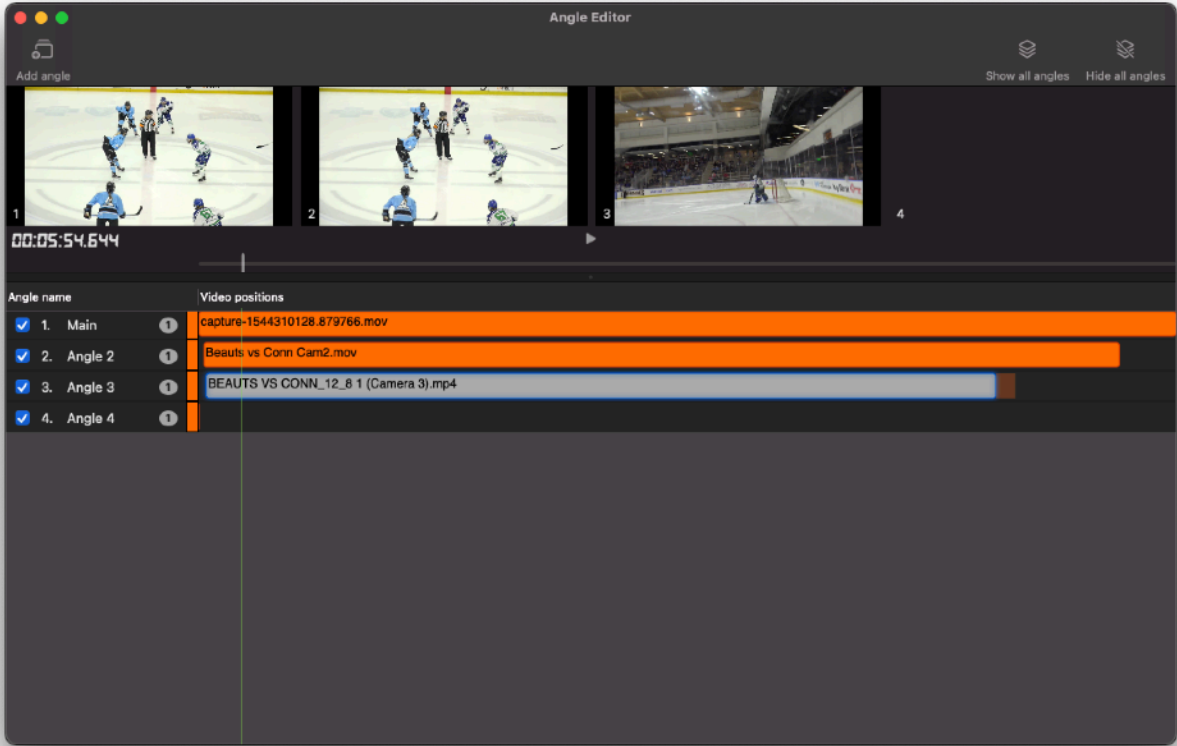 Angle Editor
Add angle
Show all angles
Hide all angles
1
2
3
4
00:05:54.644
Angle name
Video positions
1. Main 1
capture-1544310128.879766.mov
2. Angle 2 1
Beauts vs Conn Cam2.mov
3. Angle 3 1
BEAUTS VS CONN_12_8 1 (Camera 3).mp4
4. Angle 4 1